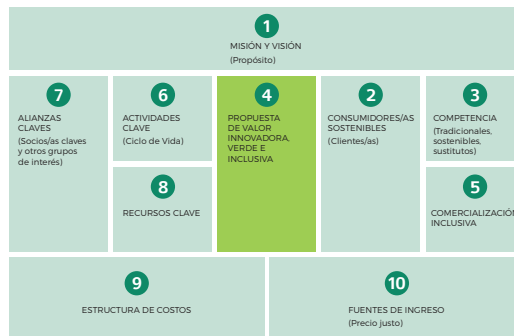 1
MISIÓN Y VISIÓN
(Propósito)
7
ALIANZAS
CLAVES
(Socios/as claves
y otros grupos
de interés)
6
ACTIVIDADES
CLAVE
(Ciclo de Vida)
8
RECURSOS CLAVE
4
PROPUESTA
DE VALOR
INNOVADORA,
VERDE E
INCLUSIVA
2
CONSUMIDORES/AS
SOSTENIBLES
(Clientes/as)
3
COMPETENCIA
(Tradicionales,
sostenibles,
sustitutos)
5
COMERCIALIZACIÓN
INCLUSIVA
9
ESTRUCTURA DE COSTOS
10
FUENTES DE INGRESO
(Precio justo)